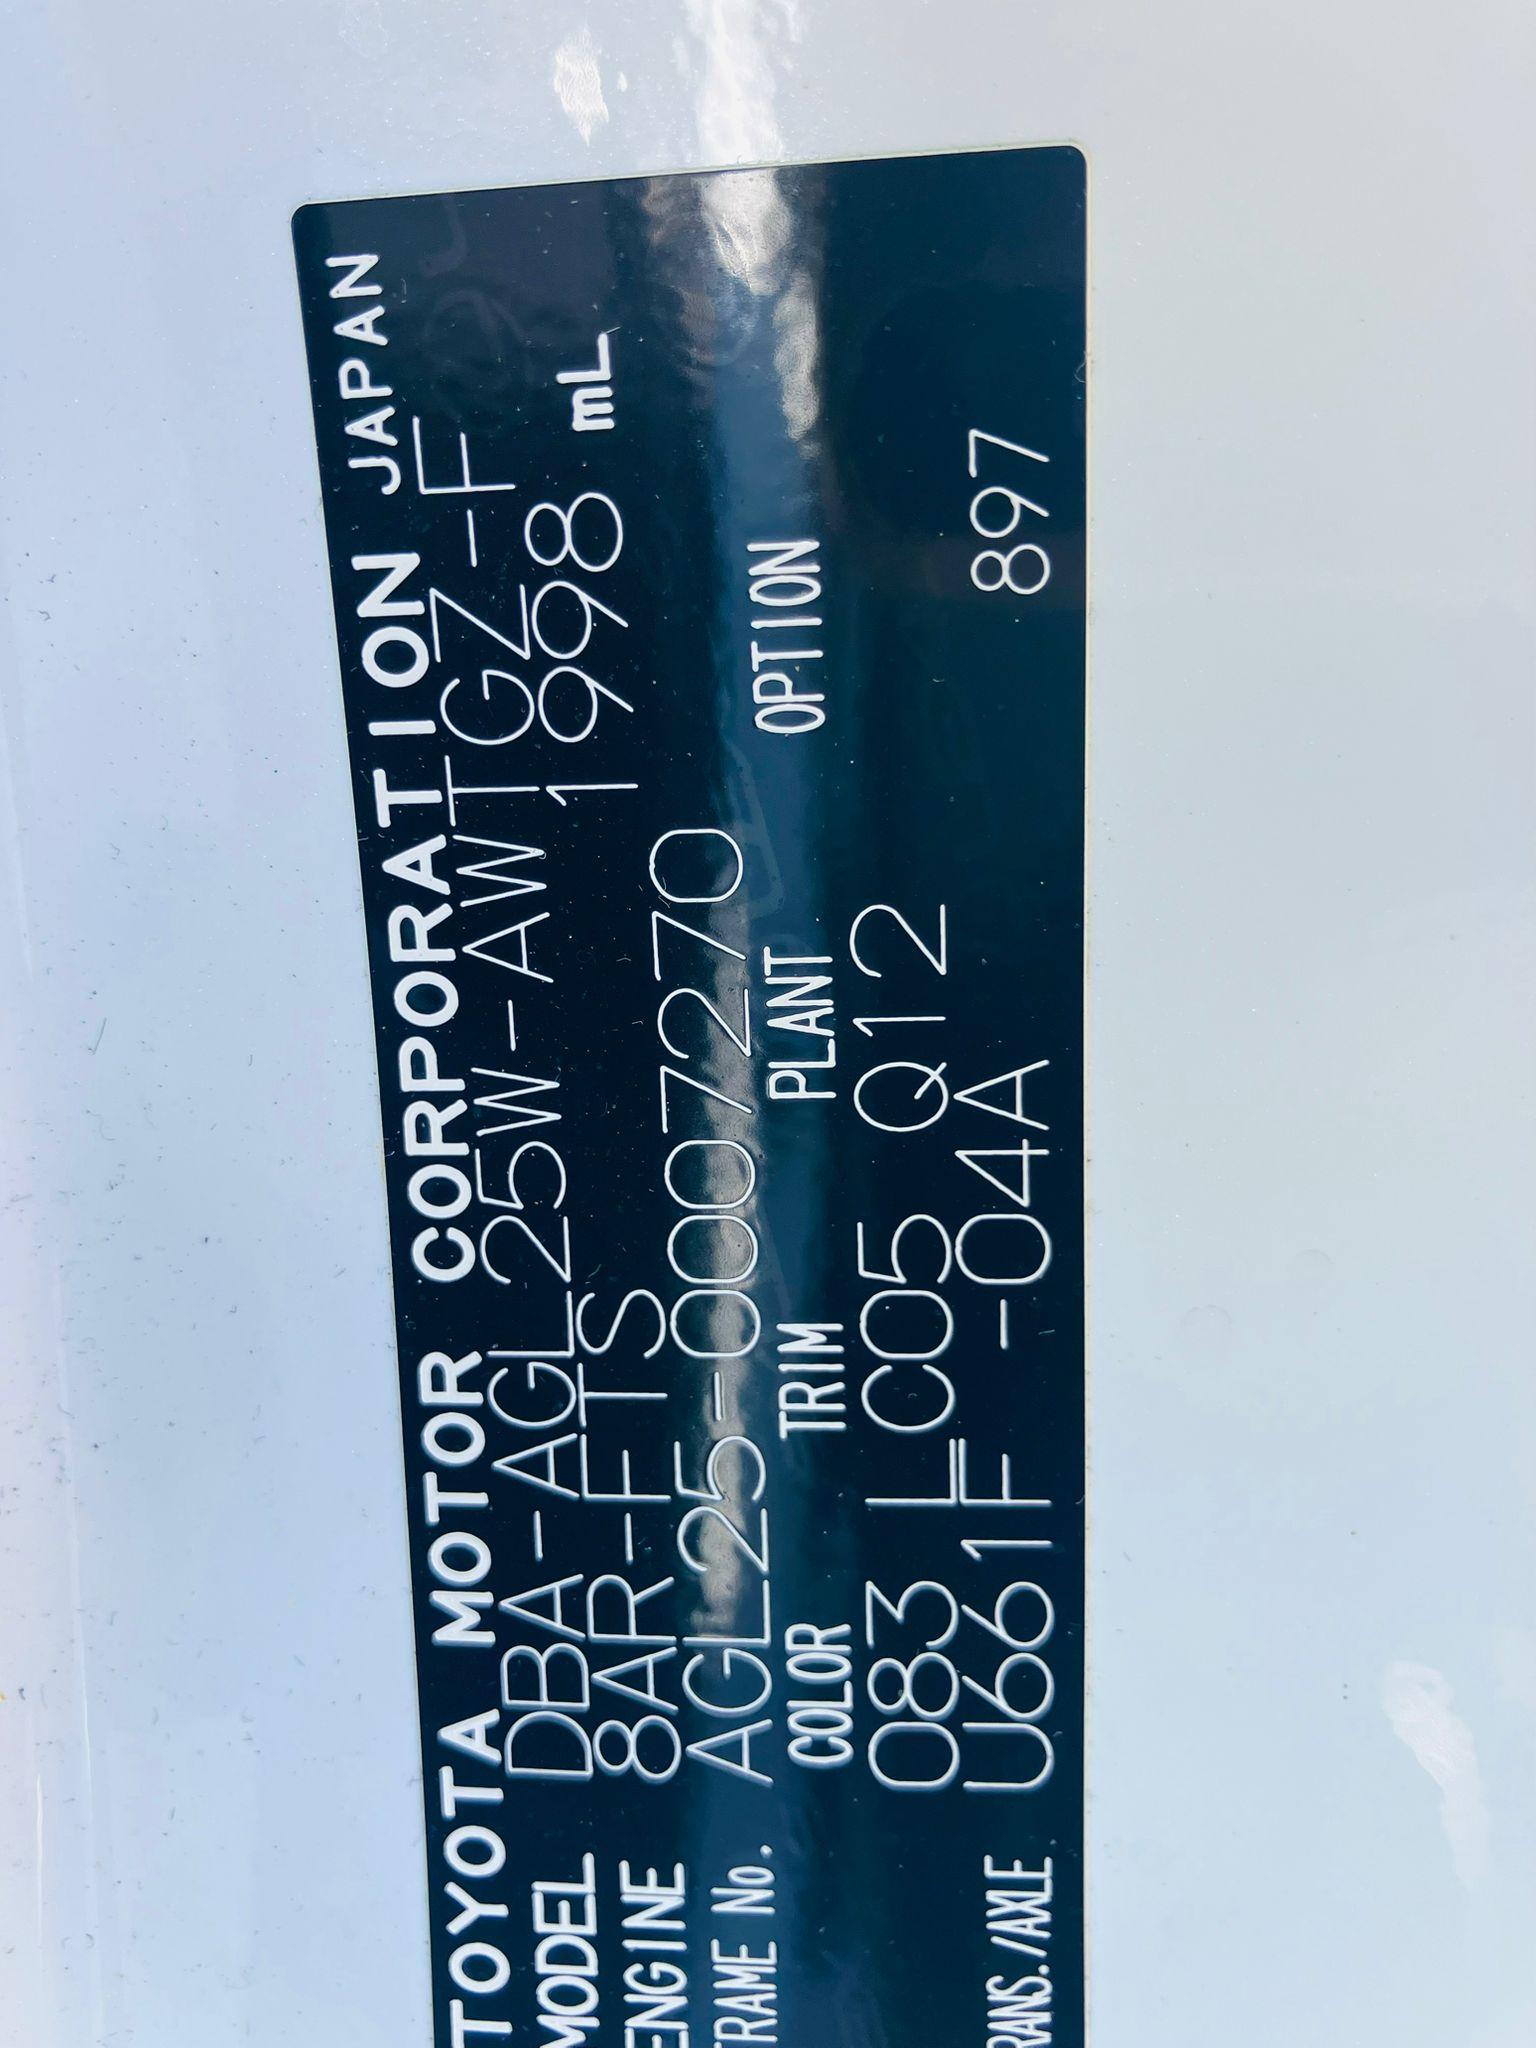 TOYOTA MOTOR CORPORATION JAPAN
MODEL DBA-AGL25W-AWTGZ-F
ENGINE 8AR-FTS 1998 mL
FRAME No. AGL25-0007270
COLOR TRIM PLANT OPTION
083 LC05 Q12
TRANS./AXLE U661F -04A 897